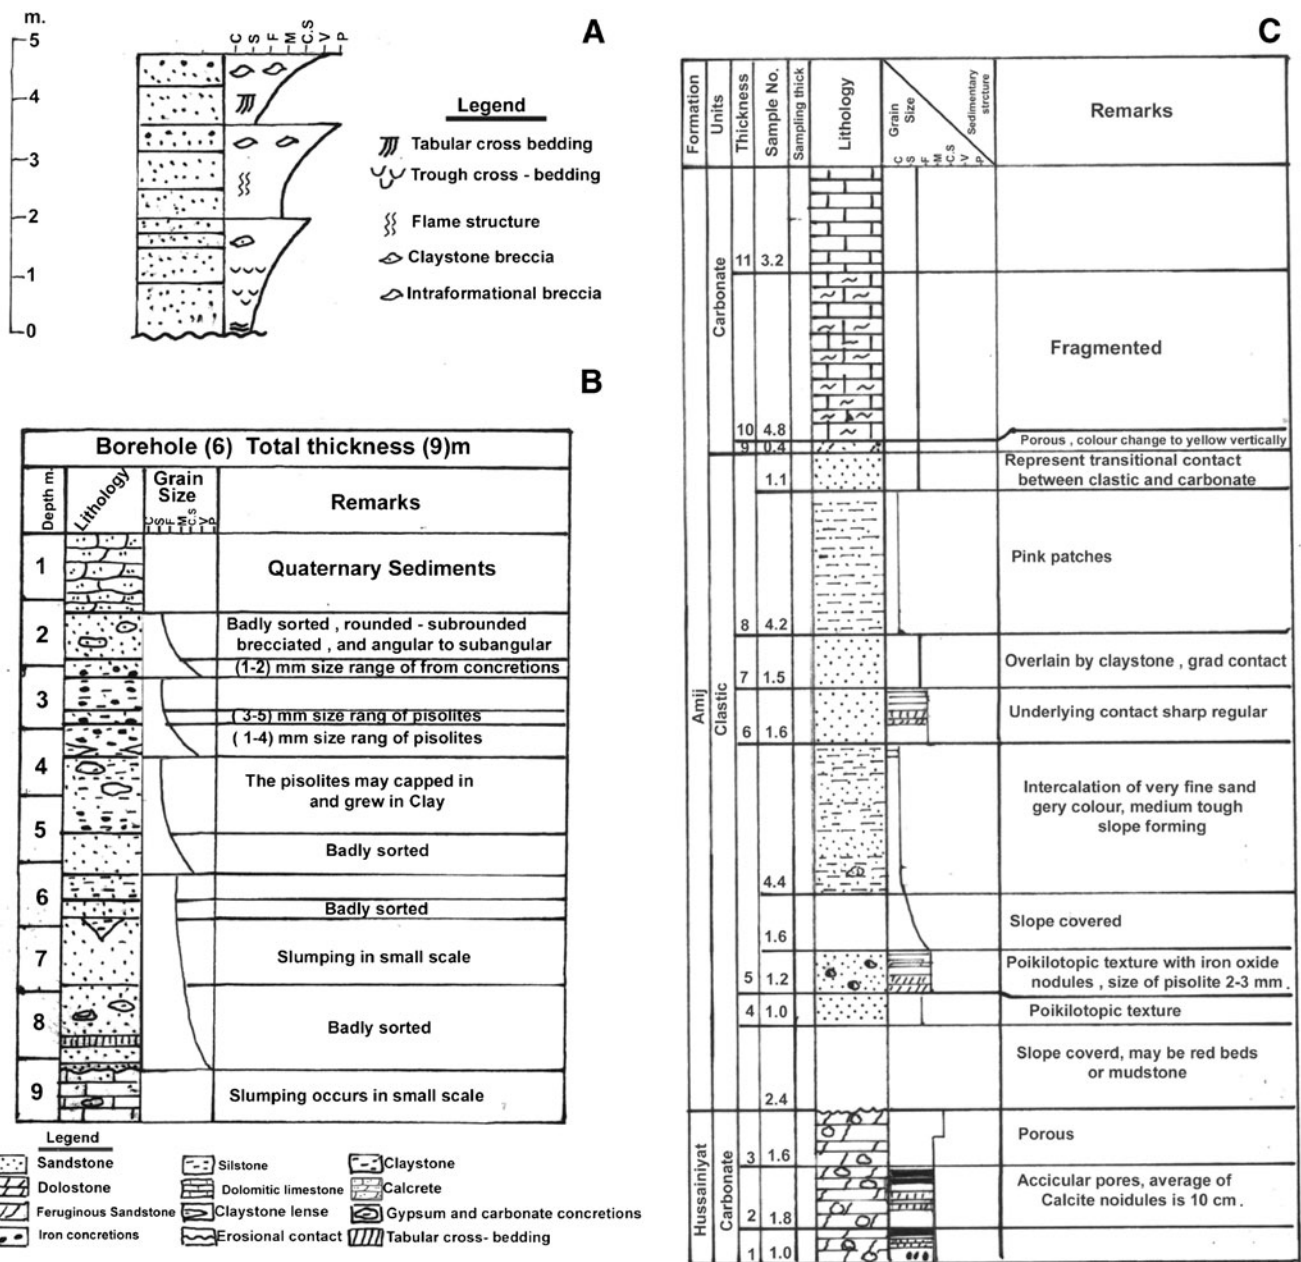 A
m.
5
4
3
2
1
0
C S F M C.S V P
Legend
Tabular cross bedding
Trough cross - bedding
Flame structure
Claystone breccia
Intraformational breccia
B
Borehole (6) Total thickness (9)m
Depth m.
Lithology
Grain
Size
C S F M C.S V P
Remarks
1
Quaternary Sediments
2
Badly sorted , rounded - subrounded
brecciated , and angular to subangular
(1-2) mm size range of from concretions
3
( 3-5) mm size rang of pisolites
( 1-4) mm size rang of pisolites
4
The pisolites may capped in
and grew in Clay
5
Badly sorted
6
Badly sorted
7
Slumping in small scale
8
Badly sorted
9
Slumping occurs in small scale
Legend
Sandstone
Silstone
Claystone
Dolostone
Dolomitic limestone
Calcrete
Feruginous Sandstone
Claystone lense
Gypsum and carbonate concretions
Iron concretions
Erosional contact
Tabular cross- bedding
C
Formation
Units
Thickness
Sample No.
Sampling thick
Lithology
Grain
Size
Sedimentary
strcture
C S F M C.S V P
Remarks
Amij
Carbonate
11 3.2
Fragmented
10 4.8
Porous , colour change to yellow vertically
9 0.4
Clastic
Represent transitional contact
between clastic and carbonate
1.1
Pink patches
8 4.2
Overlain by claystone , grad contact
7 1.5
Underlying contact sharp regular
6 1.6
Intercalation of very fine sand
gery colour, medium tough
slope forming
4.4
Slope covered
1.6
Poikilotopic texture with iron oxide
nodules , size of pisolite 2-3 mm .
5 1.2
Poikilotopic texture
4 1.0
Slope coverd, may be red beds
or mudstone
2.4
Hussainiyat
Carbonate
Porous
3 1.6
Accicular pores, average of
Calcite noidules is 10 cm .
2 1.8
1 1.0